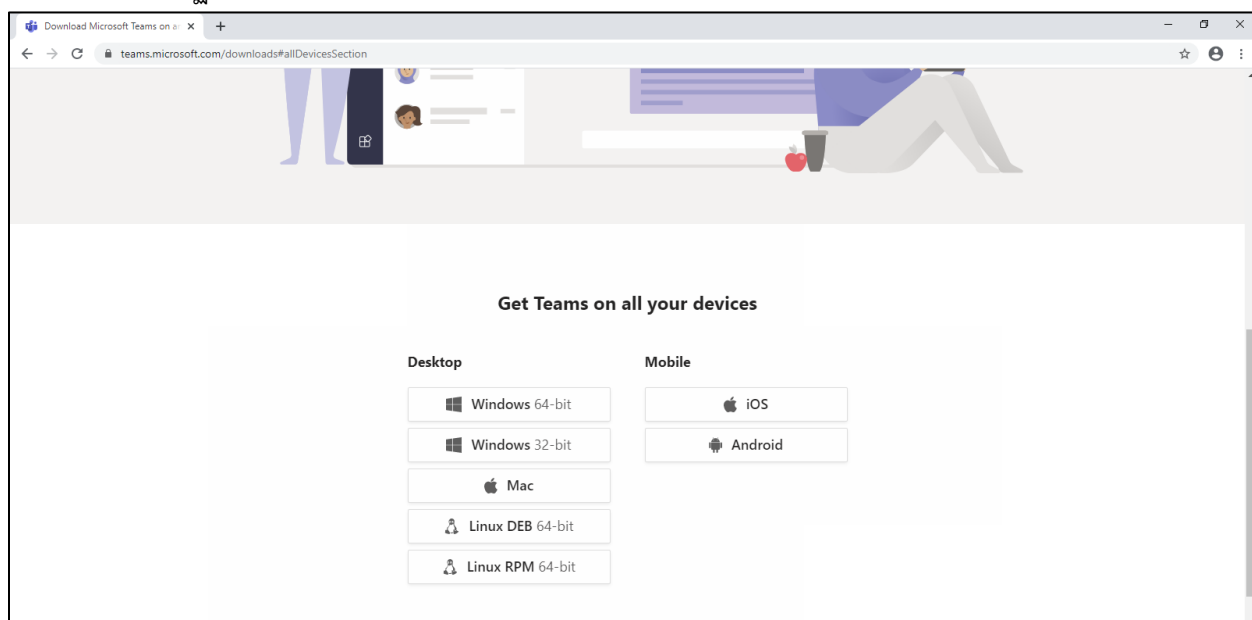 Download Microsoft Teams on a
teams.microsoft.com/downloads#allDevicesSection
Get Teams on all your devices
Desktop
Mobile
Windows 64-bit
iOS
Windows 32-bit
Android
Mac
Linux DEB 64-bit
Linux RPM 64-bit